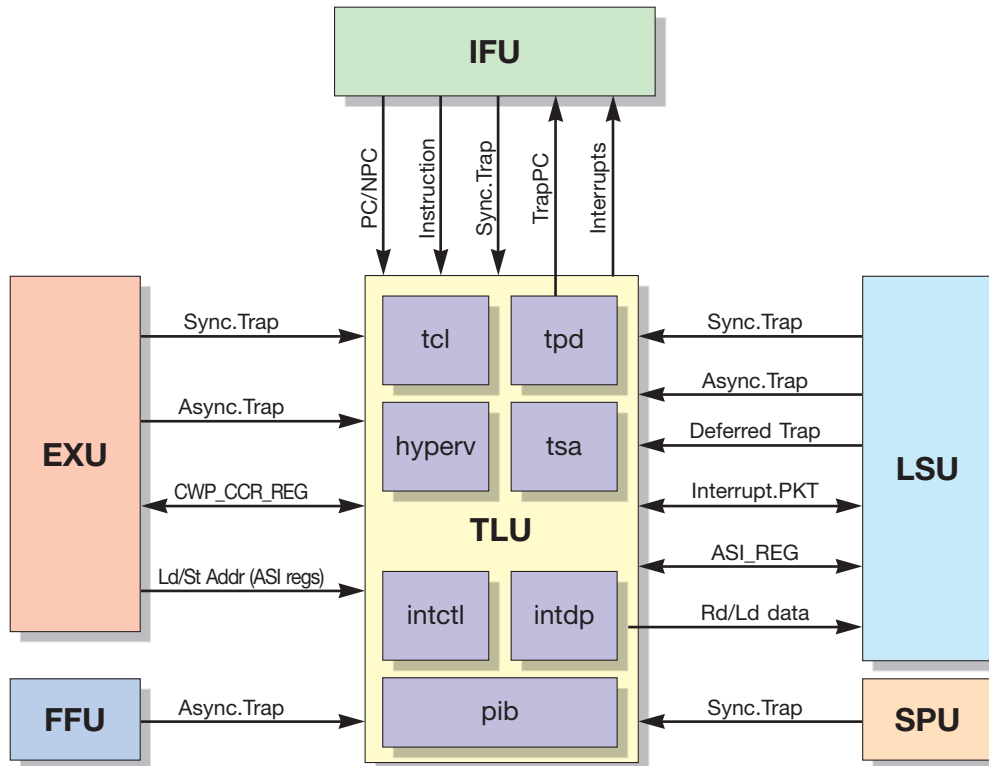 IFU
PC/NPC
Instruction
Sync.Trap
TrapPC
Interrupts
EXU
Sync.Trap
Async.Trap
CWP_CCR_REG
Ld/St Addr (ASI regs)
FFU
Async.Trap
tcl
tpd
hyperv
tsa
TLU
intctl
intdp
pib
Sync.Trap
Async.Trap
Deferred Trap
Interrupt.PKT
ASI_REG
Rd/Ld data
LSU
Sync.Trap
SPU